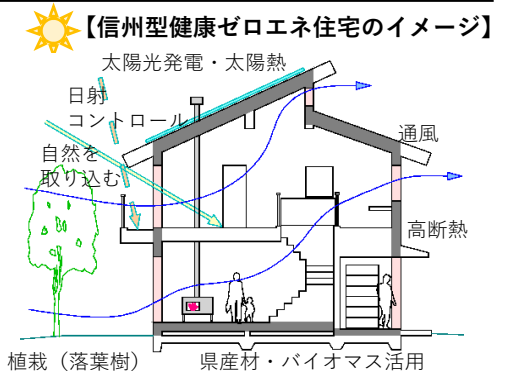 【信州型健康ゼロエネ住宅のイメージ】
太陽光発電・太陽熱
日射
コントロール
自然を
取り込む
通風
高断熱
植栽（落葉樹）
県産材・バイオマス活用